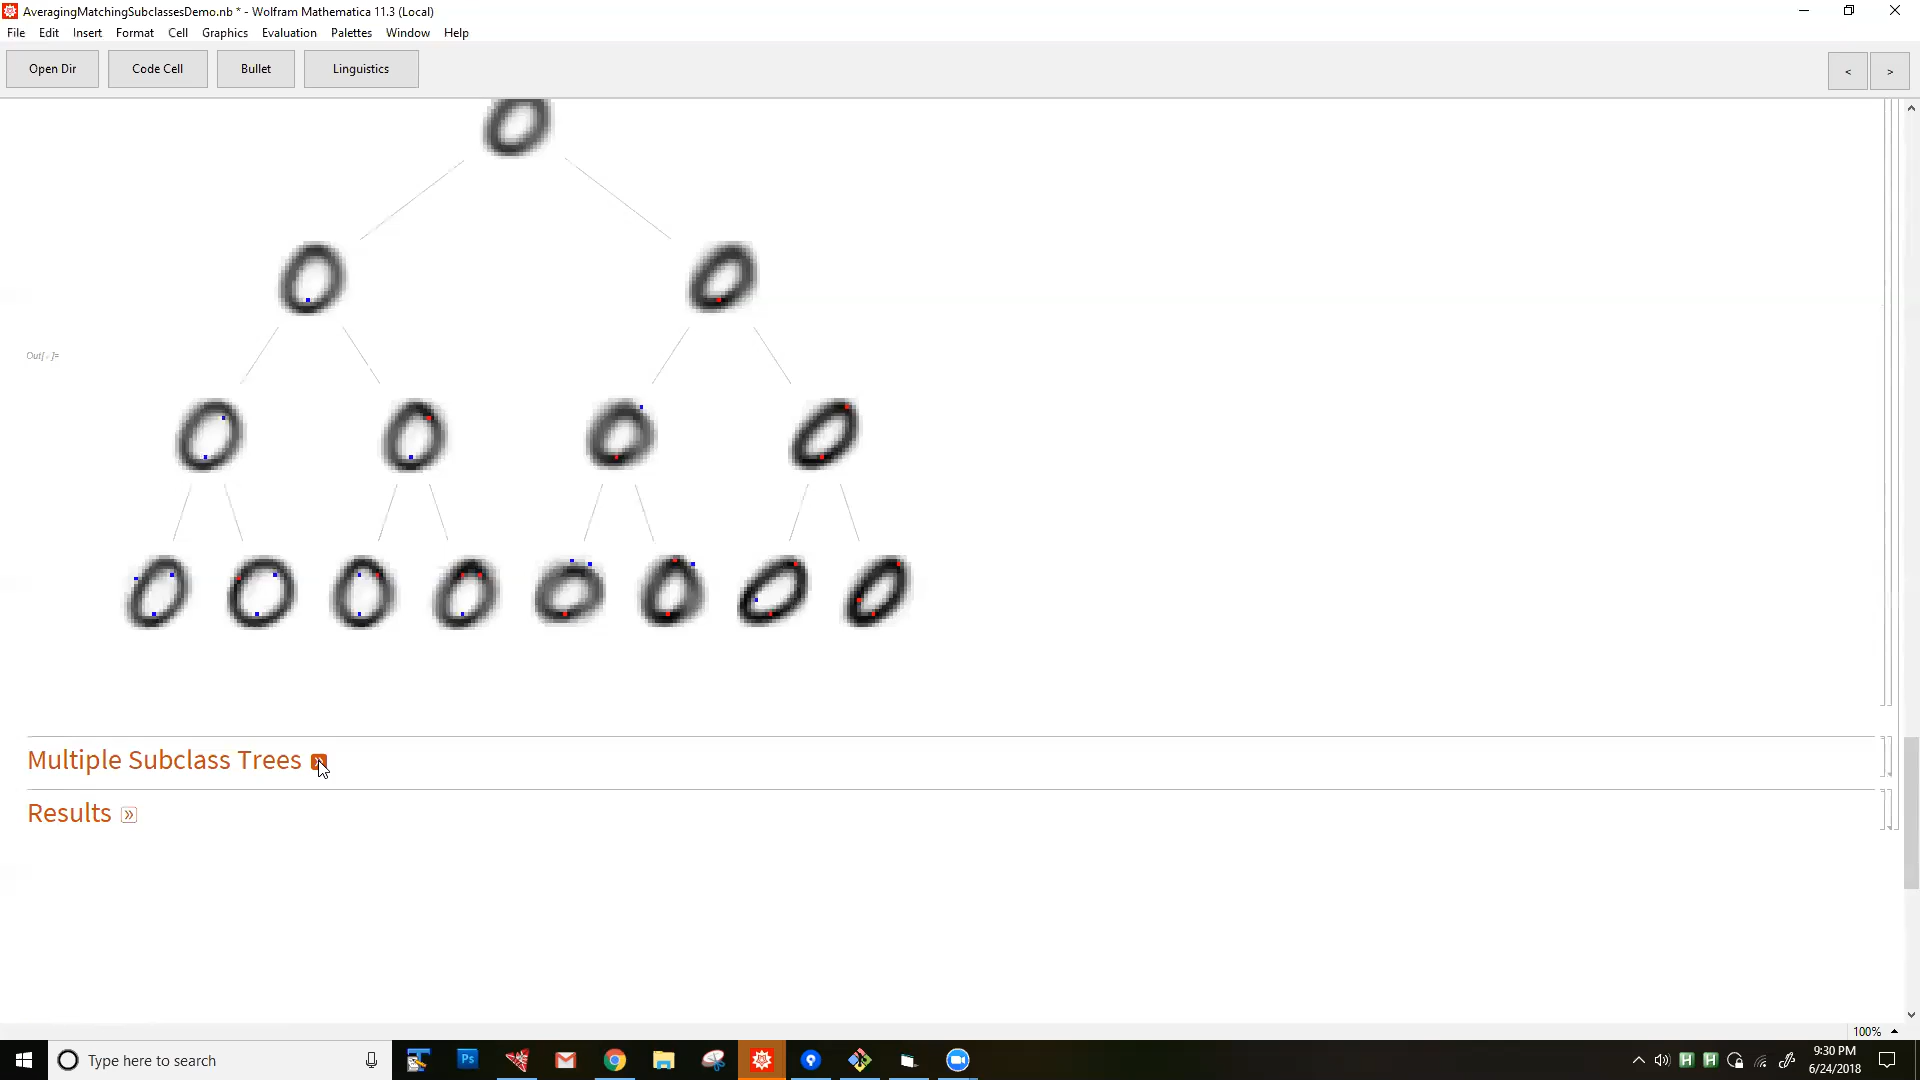 AveragingMatchingSubclassesDemo.nb * - Wolfram Mathematica 11.3 (Local)
File Edit Insert Format Cell Graphics Evaluation Palettes Window Help
Open Dir Code Cell Bullet Linguistics < >
Out[ ]=
Multiple Subclass Trees »
Results »
100%
Type here to search
Ps
H H
9:30 PM
6/24/2018